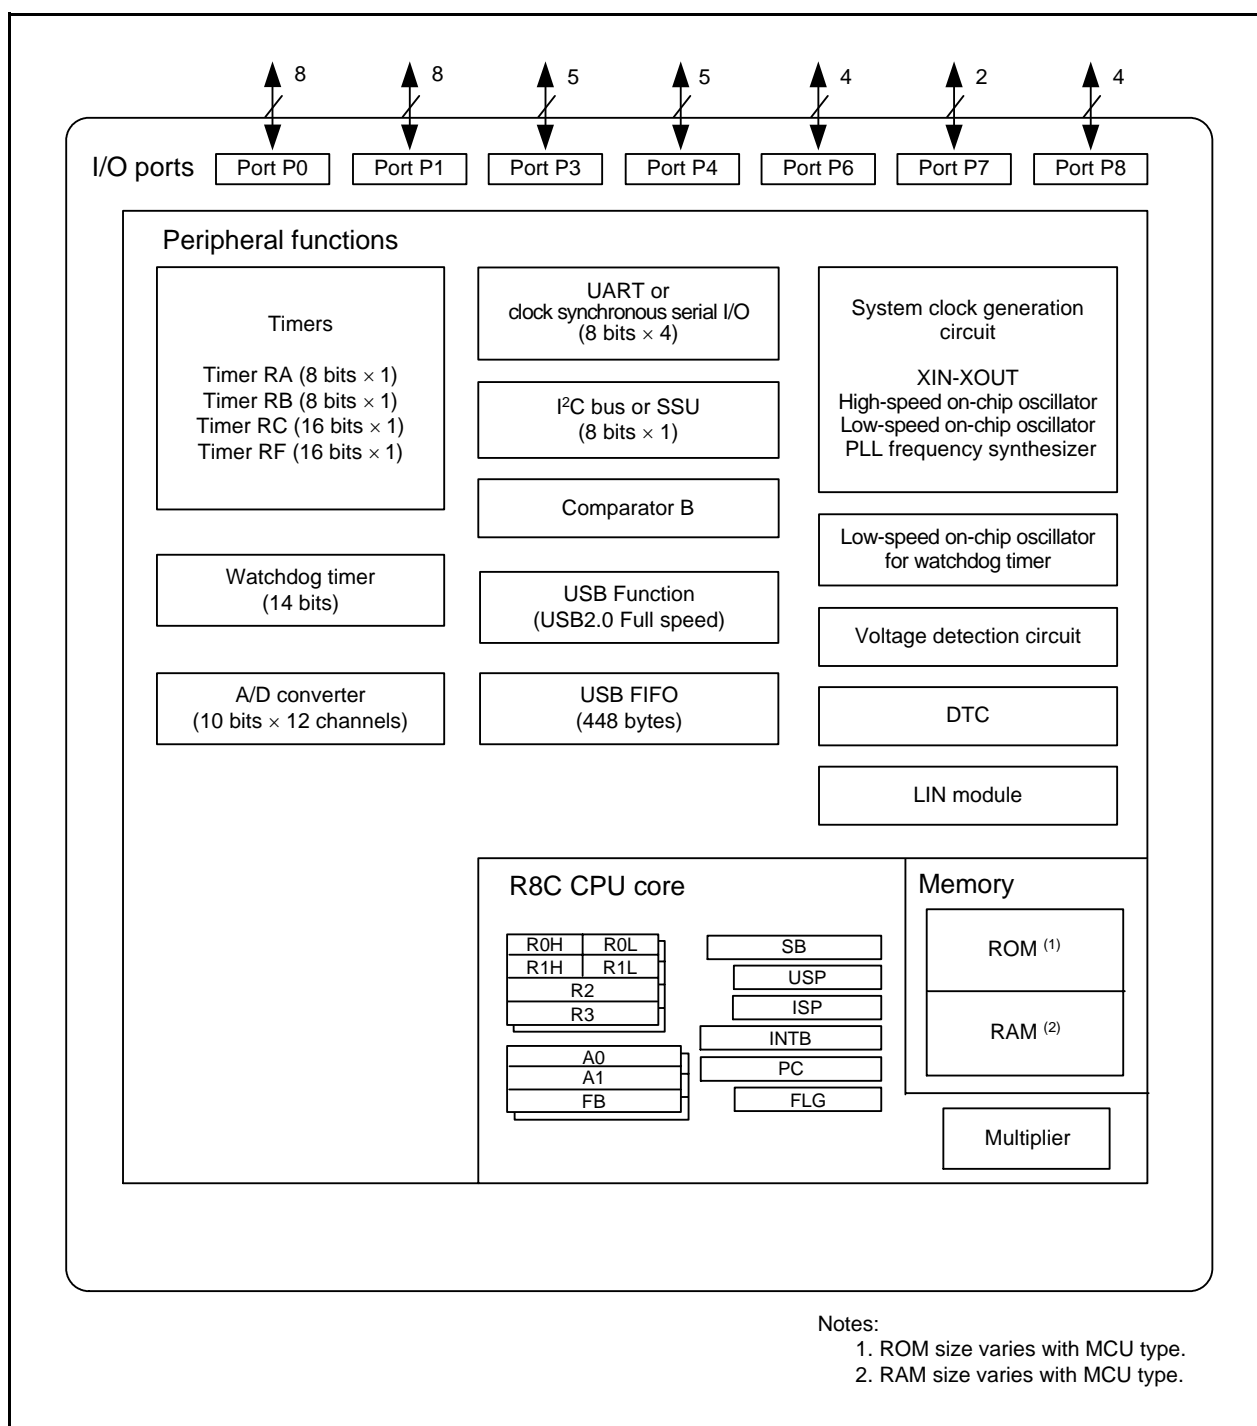 8 8 5 5 4 2 4
I/O ports Port P0 Port P1 Port P3 Port P4 Port P6 Port P7 Port P8
Peripheral functions
Timers
Timer RA (8 bits × 1)
Timer RB (8 bits × 1)
Timer RC (16 bits × 1)
Timer RF (16 bits × 1)
Watchdog timer
(14 bits)
A/D converter
(10 bits × 12 channels)
UART or
clock synchronous serial I/O
(8 bits × 4)
I²C bus or SSU
(8 bits × 1)
Comparator B
USB Function
(USB2.0 Full speed)
USB FIFO
(448 bytes)
System clock generation
circuit
XIN-XOUT
High-speed on-chip oscillator
Low-speed on-chip oscillator
PLL frequency synthesizer
Low-speed on-chip oscillator
for watchdog timer
Voltage detection circuit
DTC
LIN module
R8C CPU core
R0H R0L
R1H R1L
R2
R3
A0
A1
FB
SB
USP
ISP
INTB
PC
FLG
Memory
ROM (1)
RAM (2)
Multiplier
Notes:
1. ROM size varies with MCU type.
2. RAM size varies with MCU type.